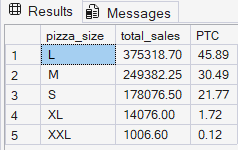 Results Messages
pizza_size total_sales PTC
1 L 375318.70 45.89
2 M 249382.25 30.49
3 S 178076.50 21.77
4 XL 14076.00 1.72
5 XXL 1006.60 0.12